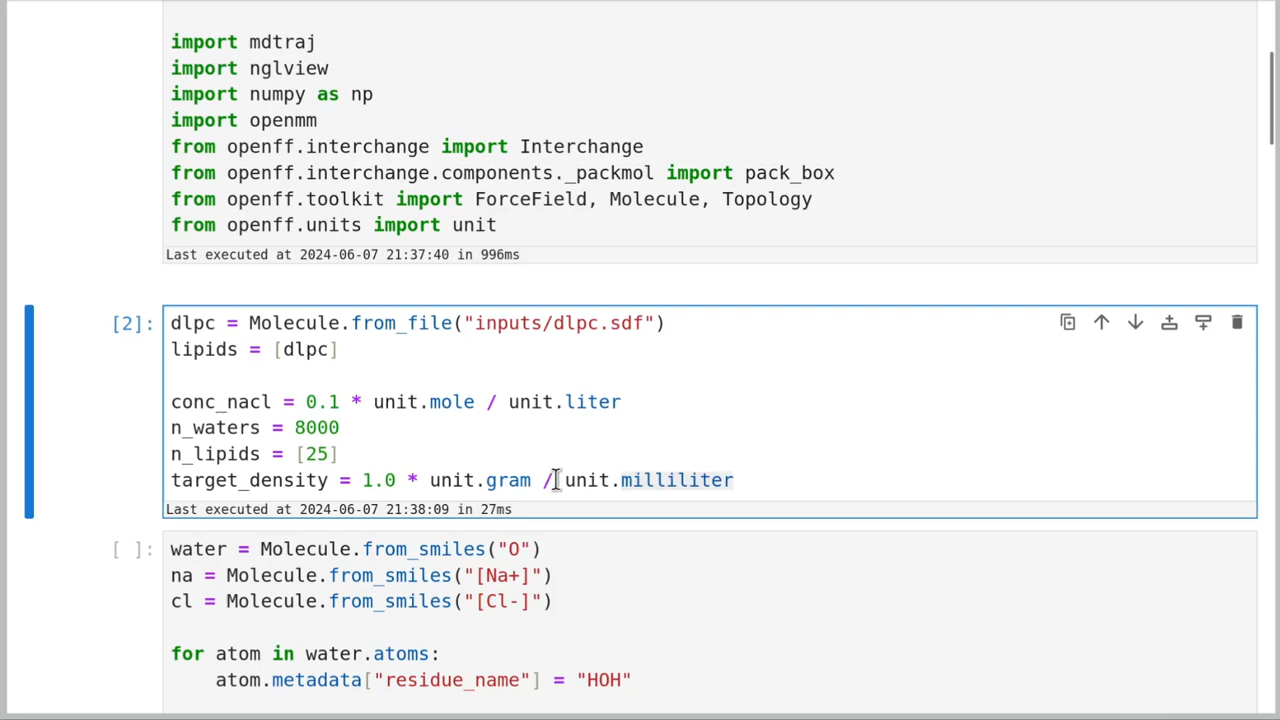 import mdtraj
import nglview
import numpy as np
import openmm
from openff.interchange import Interchange
from openff.interchange.components._packmol import pack_box
from openff.toolkit import ForceField, Molecule, Topology
from openff.units import unit
Last executed at 2024-06-07 21:37:40 in 996ms
[2]: dlpc = Molecule.from_file("inputs/dlpc.sdf")
lipids = [dlpc]
conc_nacl = 0.1 * unit.mole / unit.liter
n_waters = 8000
n_lipids = [25]
target_density = 1.0 * unit.gram / unit.milliliter
Last executed at 2024-06-07 21:38:09 in 27ms
[ ]: water = Molecule.from_smiles("O")
na = Molecule.from_smiles("[Na+]")
cl = Molecule.from_smiles("[Cl-]")
for atom in water.atoms:
    atom.metadata["residue_name"] = "HOH"